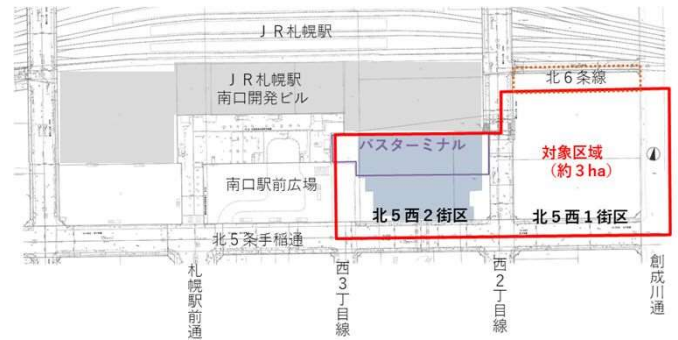 ＪＲ札幌駅
ＪＲ札幌駅
南口開発ビル
北６条線
バスターミナル
対象区域
（約３ha）
南口駅前広場
北５西２街区
北５西１街区
北５条手稲通
札幌駅前通
西３丁目線
西２丁目線
創成川通